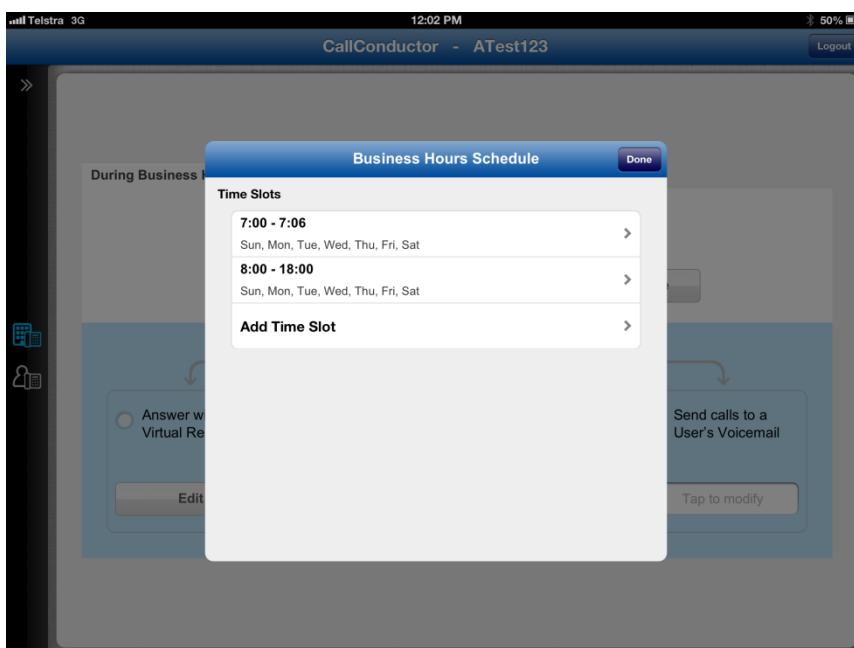 Telstra 3G 12:02 PM 50%
CallConductor - ATest123 Logout
Business Hours Schedule Done
During Business
Time Slots
7:00 - 7:06
Sun, Mon, Tue, Wed, Thu, Fri, Sat
8:00 - 18:00
Sun, Mon, Tue, Wed, Thu, Fri, Sat
Add Time Slot
Answer
Virtual
Edit
Send calls to a
User's Voicemail
Tap to modify